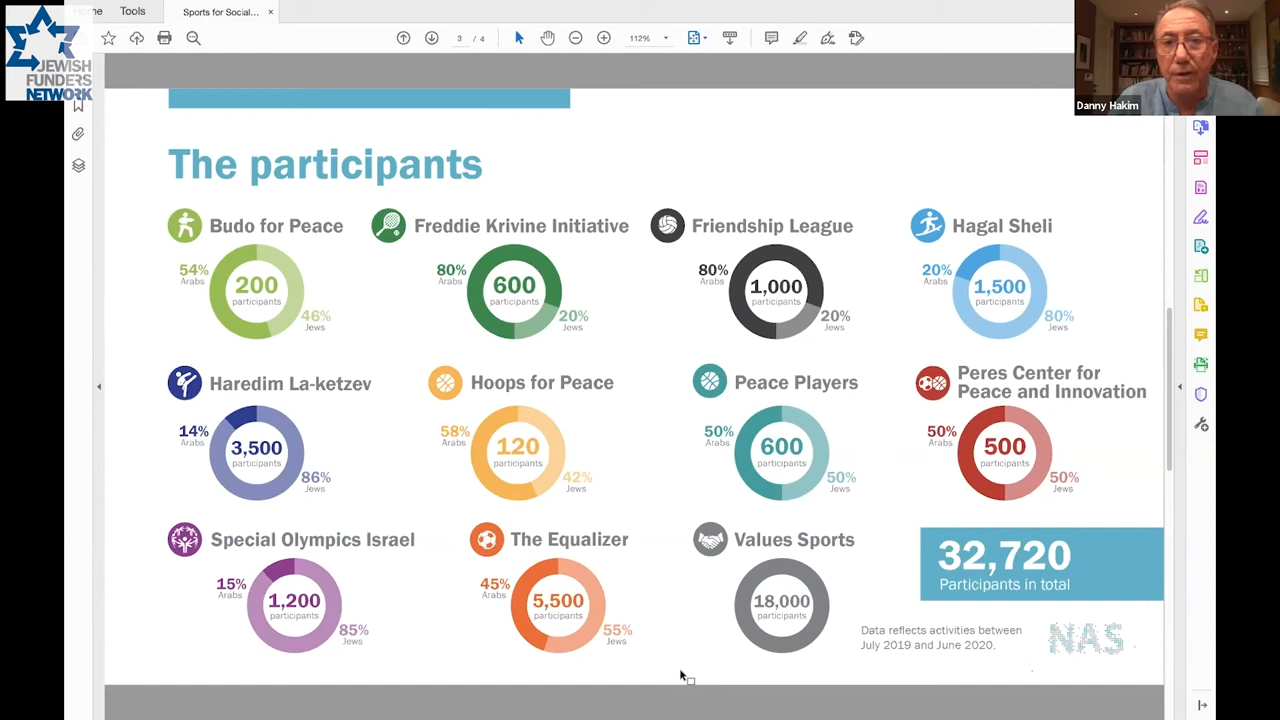 Home
Tools
Sports for Social...
×
JEWISH
FUNDERS
NETWORK
3 / 4
112%
Danny Hakim
The participants
Budo for Peace
54%
Arabs
200
participants
46%
Jews
Freddie Krivine Initiative
80%
Arabs
600
participants
20%
Jews
Friendship League
80%
Arabs
1,000
participants
20%
Jews
Hagal Sheli
20%
Arabs
1,500
participants
80%
Jews
Haredim La-ketzev
14%
Arabs
3,500
participants
86%
Jews
Hoops for Peace
58%
Arabs
120
participants
42%
Jews
Peace Players
50%
Arabs
600
participants
50%
Jews
Peres Center for
Peace and Innovation
50%
Arabs
500
participants
50%
Jews
Special Olympics Israel
15%
Arabs
1,200
participants
85%
Jews
The Equalizer
45%
Arabs
5,500
participants
55%
Jews
Values Sports
18,000
participants
32,720
Participants in total
Data reflects activities between
July 2019 and June 2020.
NAS